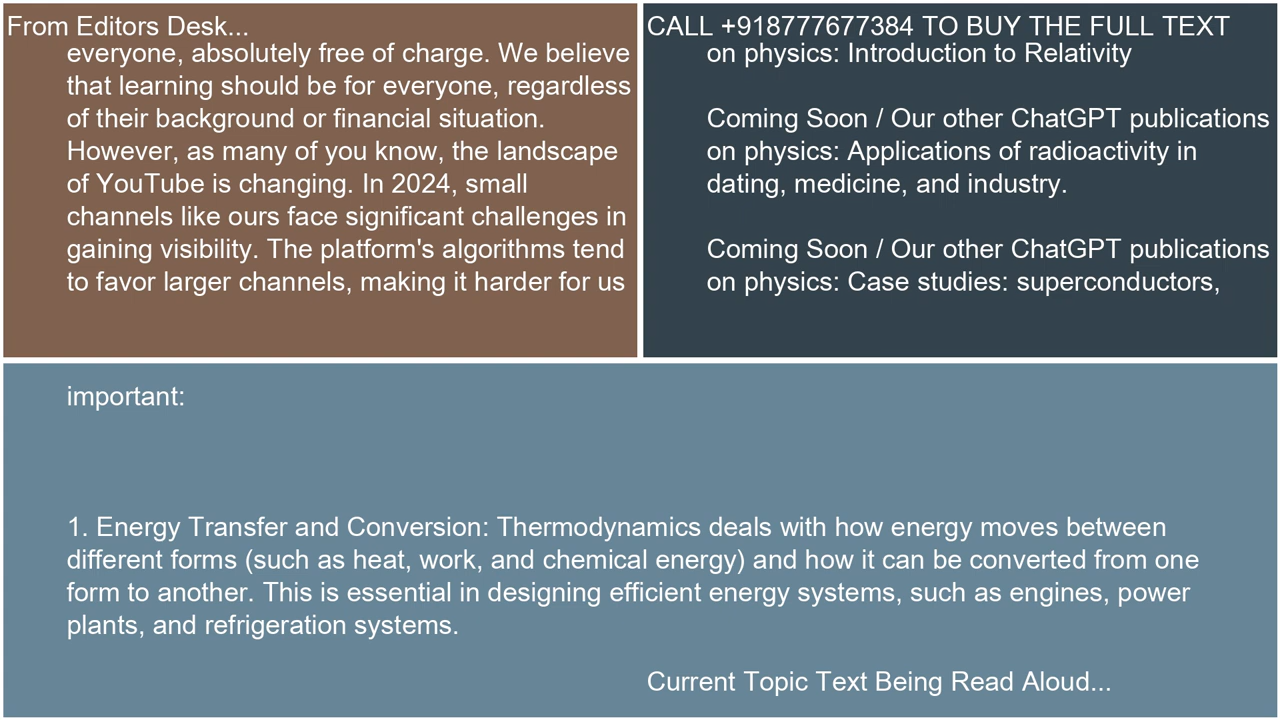 From Editors Desk...
everyone, absolutely free of charge. We believe
that learning should be for everyone, regardless
of their background or financial situation.
However, as many of you know, the landscape
of YouTube is changing. In 2024, small
channels like ours face significant challenges in
gaining visibility. The platform's algorithms tend
to favor larger channels, making it harder for us
CALL +918777677384 TO BUY THE FULL TEXT
on physics: Introduction to Relativity
Coming Soon / Our other ChatGPT publications
on physics: Applications of radioactivity in
dating, medicine, and industry.
Coming Soon / Our other ChatGPT publications
on physics: Case studies: superconductors,
important:
1. Energy Transfer and Conversion: Thermodynamics deals with how energy moves between
different forms (such as heat, work, and chemical energy) and how it can be converted from one
form to another. This is essential in designing efficient energy systems, such as engines, power
plants, and refrigeration systems.
Current Topic Text Being Read Aloud...